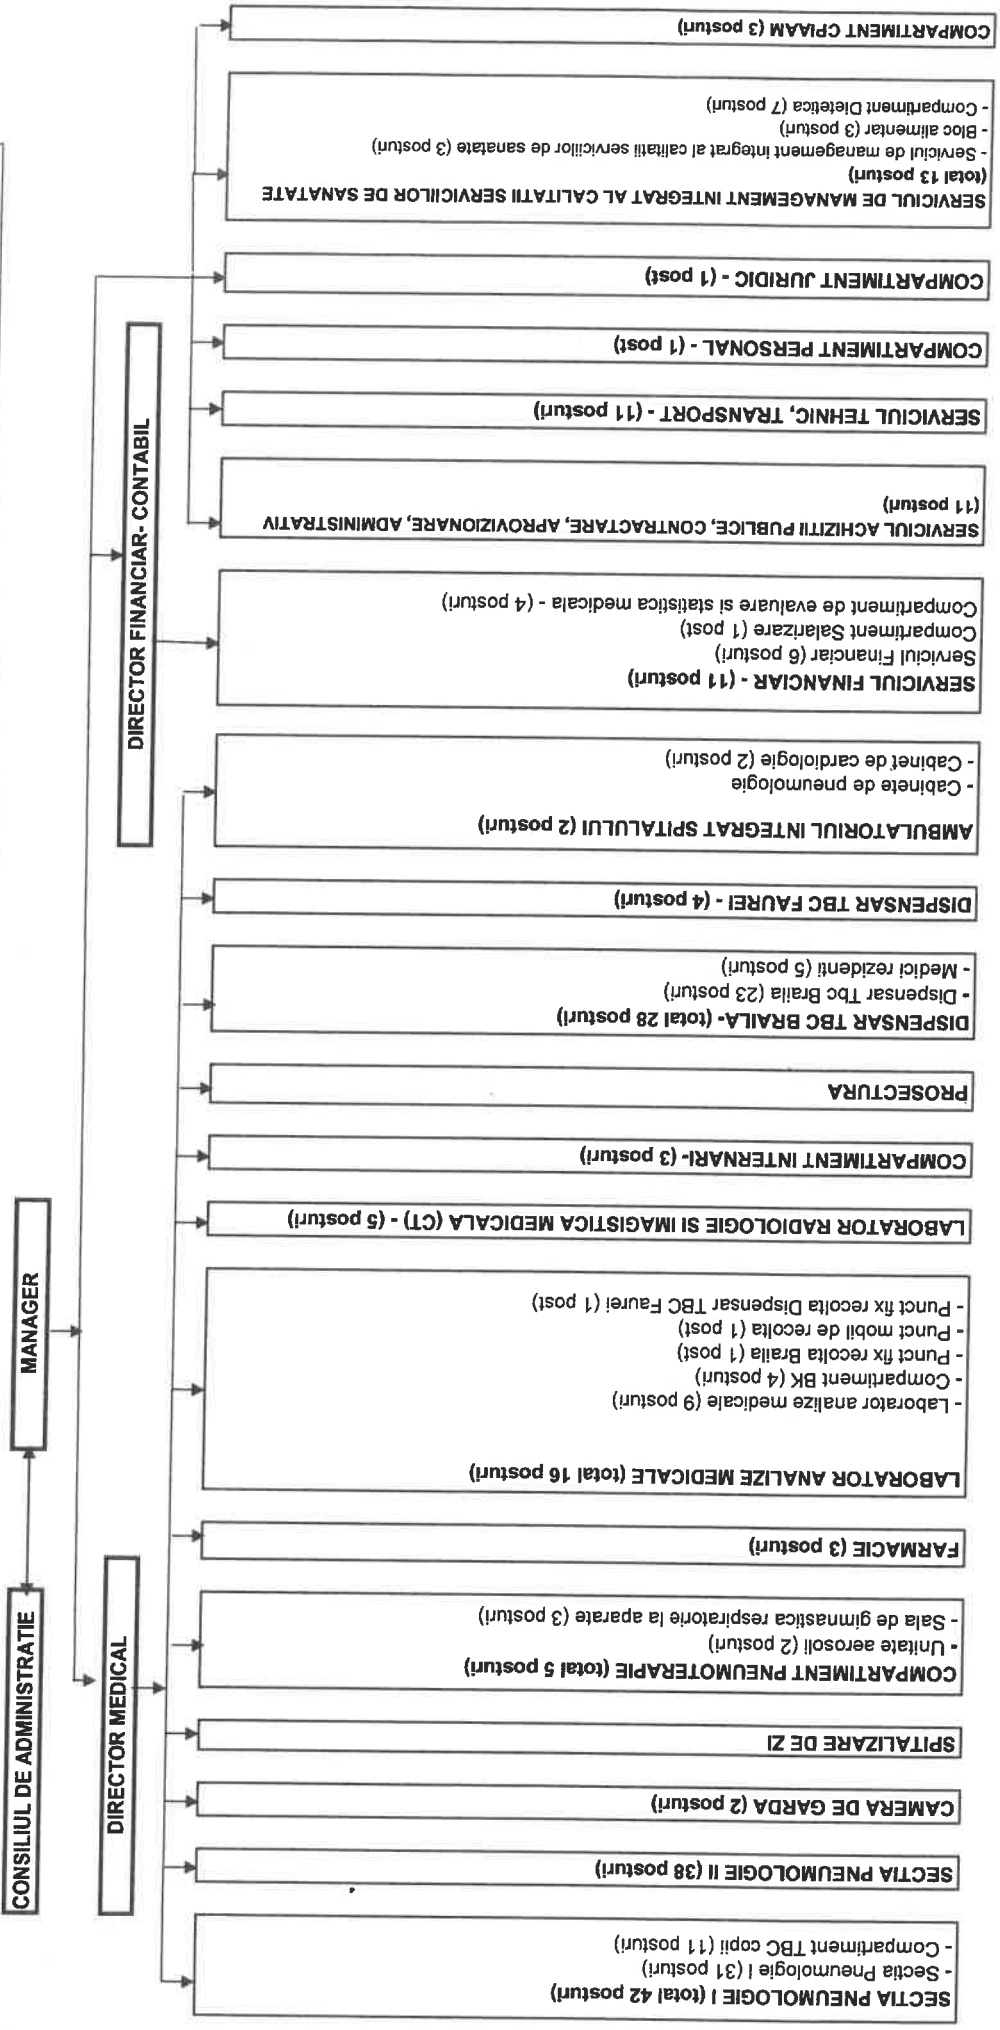 CONSILIUL DE ADMINISTRATIE
MANAGER
DIRECTOR MEDICAL
DIRECTOR FINANCIAR- CONTABIL
SECTIA PNEUMOLOGIE I (total 42 posturi)
- Sectia Pneumologie I (31 posturi)
- Compartiment TBC copii (11 posturi)
SECTIA PNEUMOLOGIE II (38 posturi)
CAMERA DE GARDA (2 posturi)
SPITALIZARE DE ZI
COMPARTIMENT PNEUMOTERAPIE (total 5 posturi)
- Unitate aerosoli (2 posturi)
- Sala de gimnastica respiratorie la aparate (3 posturi)
FARMACIE (3 posturi)
LABORATOR ANALIZE MEDICALE (total 16 posturi)
- Laborator analize medicale (9 posturi)
- Compartiment BK (4 posturi)
- Punct fix recolta Braila (1 post)
- Punct mobil de recolta (1 post)
- Punct fix recolta Dispensar TBC Faurei (1 post)
LABORATOR RADIOLOGIE SI IMAGISTICA MEDICALA (CT) - (5 posturi)
COMPARTIMENT INTERNARI- (3 posturi)
PROSECTURA
DISPENSAR TBC BRAILA- (total 28 posturi)
- Dispensar Tbc Braila (23 posturi)
- Medici rezidenti (5 posturi)
DISPENSAR TBC FAUREI - (4 posturi)
AMBULATORIUL INTEGRAT SPITALULUI (2 posturi)
- Cabinete de pneumologie
- Cabinet de cardiologie (2 posturi)
SERVICIUL FINANCIAR - (11 posturi)
Serviciul Financiar (6 posturi)
Compartiment Salarizare (1 post)
Compartiment de evaluare si statistica medicala - (4 posturi)
SERVICIUL ACHIZITII PUBLICE, CONTRACTARE, APROVIZIONARE, ADMINISTRATIV
(11 posturi)
SERVICIUL TEHNIC, TRANSPORT - (11 posturi)
COMPARTIMENT PERSONAL - (1 post)
COMPARTIMENT JURIDIC - (1 post)
SERVICIUL DE MANAGEMENT INTEGRAT AL CALITATII SERVICIILOR DE SANATATE
(total 13 posturi)
- Serviciul de management integrat al calitatii serviciilor de sanatate (3 posturi)
- Bloc alimentar (3 posturi)
- Compartiment Dietetica (7 posturi)
COMPARTIMENT CPIAAM (3 posturi)